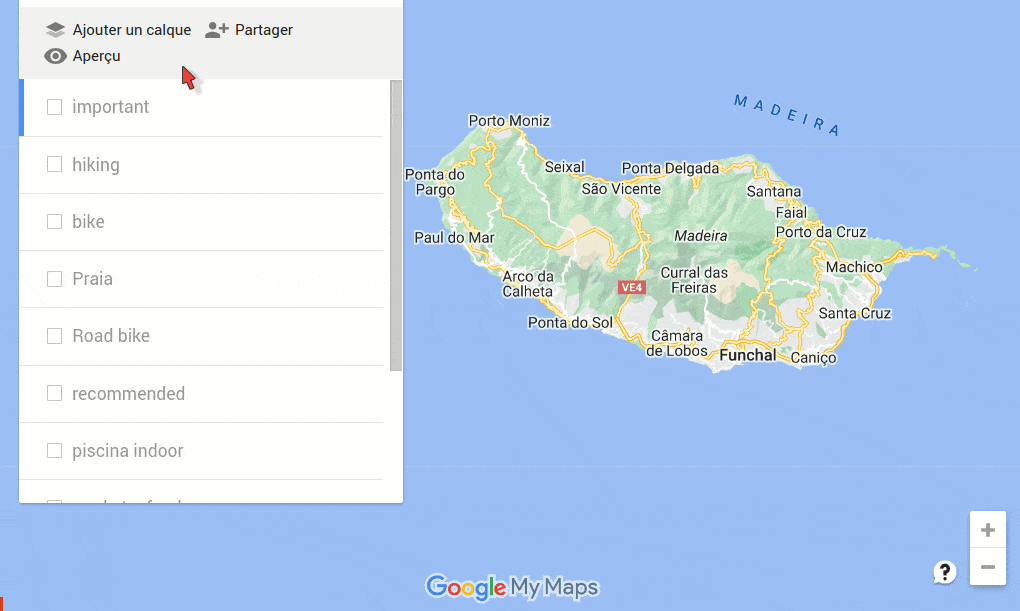 Ajouter un calque Partager
Aperçu
important
hiking
bike
Praia
Road bike
recommended
piscina indoor
MADEIRA
Porto Moniz
Seixal
Ponta Delgada
Ponta do
Pargo
São Vicente
Santana
Faial
Porto da Cruz
Paul do Mar
Madeira
Machico
Arco da
Calheta
Curral das
Freiras
VE4
Santa Cruz
Ponta do Sol
Câmara
de Lobos
Funchal
Caniço
+
?
−
Google My Maps